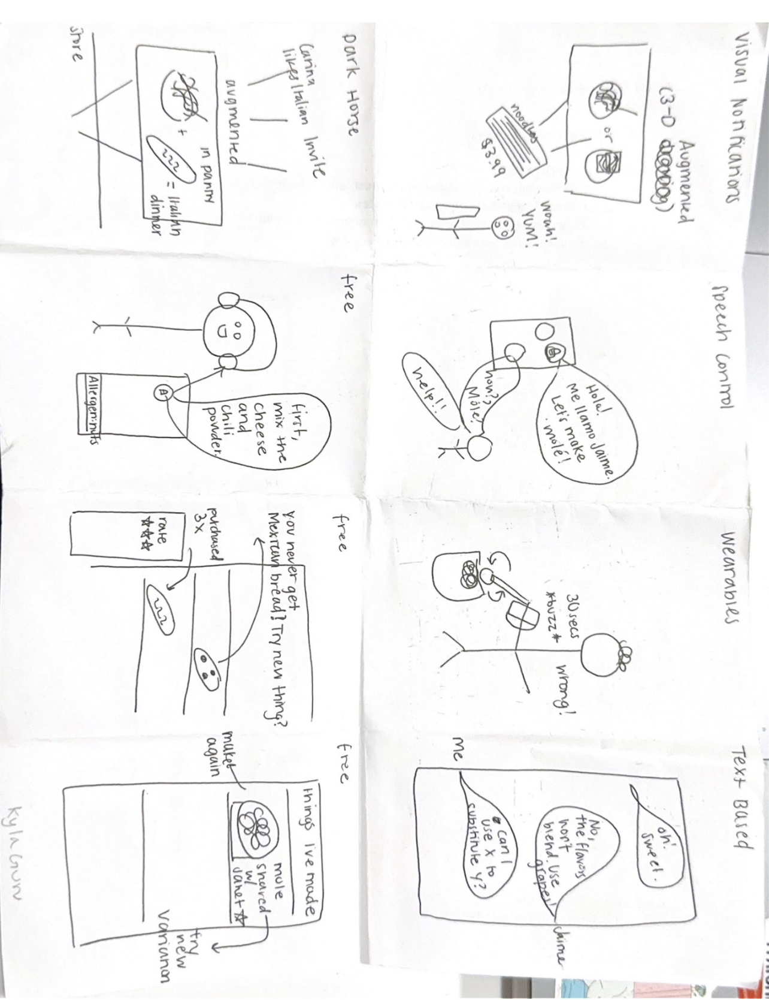 Visual Notifications
Augmented
(3-D
or
noodles
$3.99
woah!
YUM!
Speech Control
Hola!
Me llamo Jaime.
Let's make
molé!
how??
Móle?
help!!
Wearables
30 secs
*buzz*
wrong!
Text Based
oh!
sweet.
No,
the flavors
won't
blend. Use
grapes!
Jaime
Can I
use X to
substitute Y?
Me
Dark Horse
Carina
likes Italian Invite
augmented
in pantry
+
= Italian
dinner
Store
free
first,
mix the
cheese
and
chili
powder.
A
Allergen:nuts
free
you never get
Mexican bread? Try new thing?
purchased
3x
rate
free
things I've made
make
again
mole
shared
w/
Janet
try
new
variation
Kyla Gunn